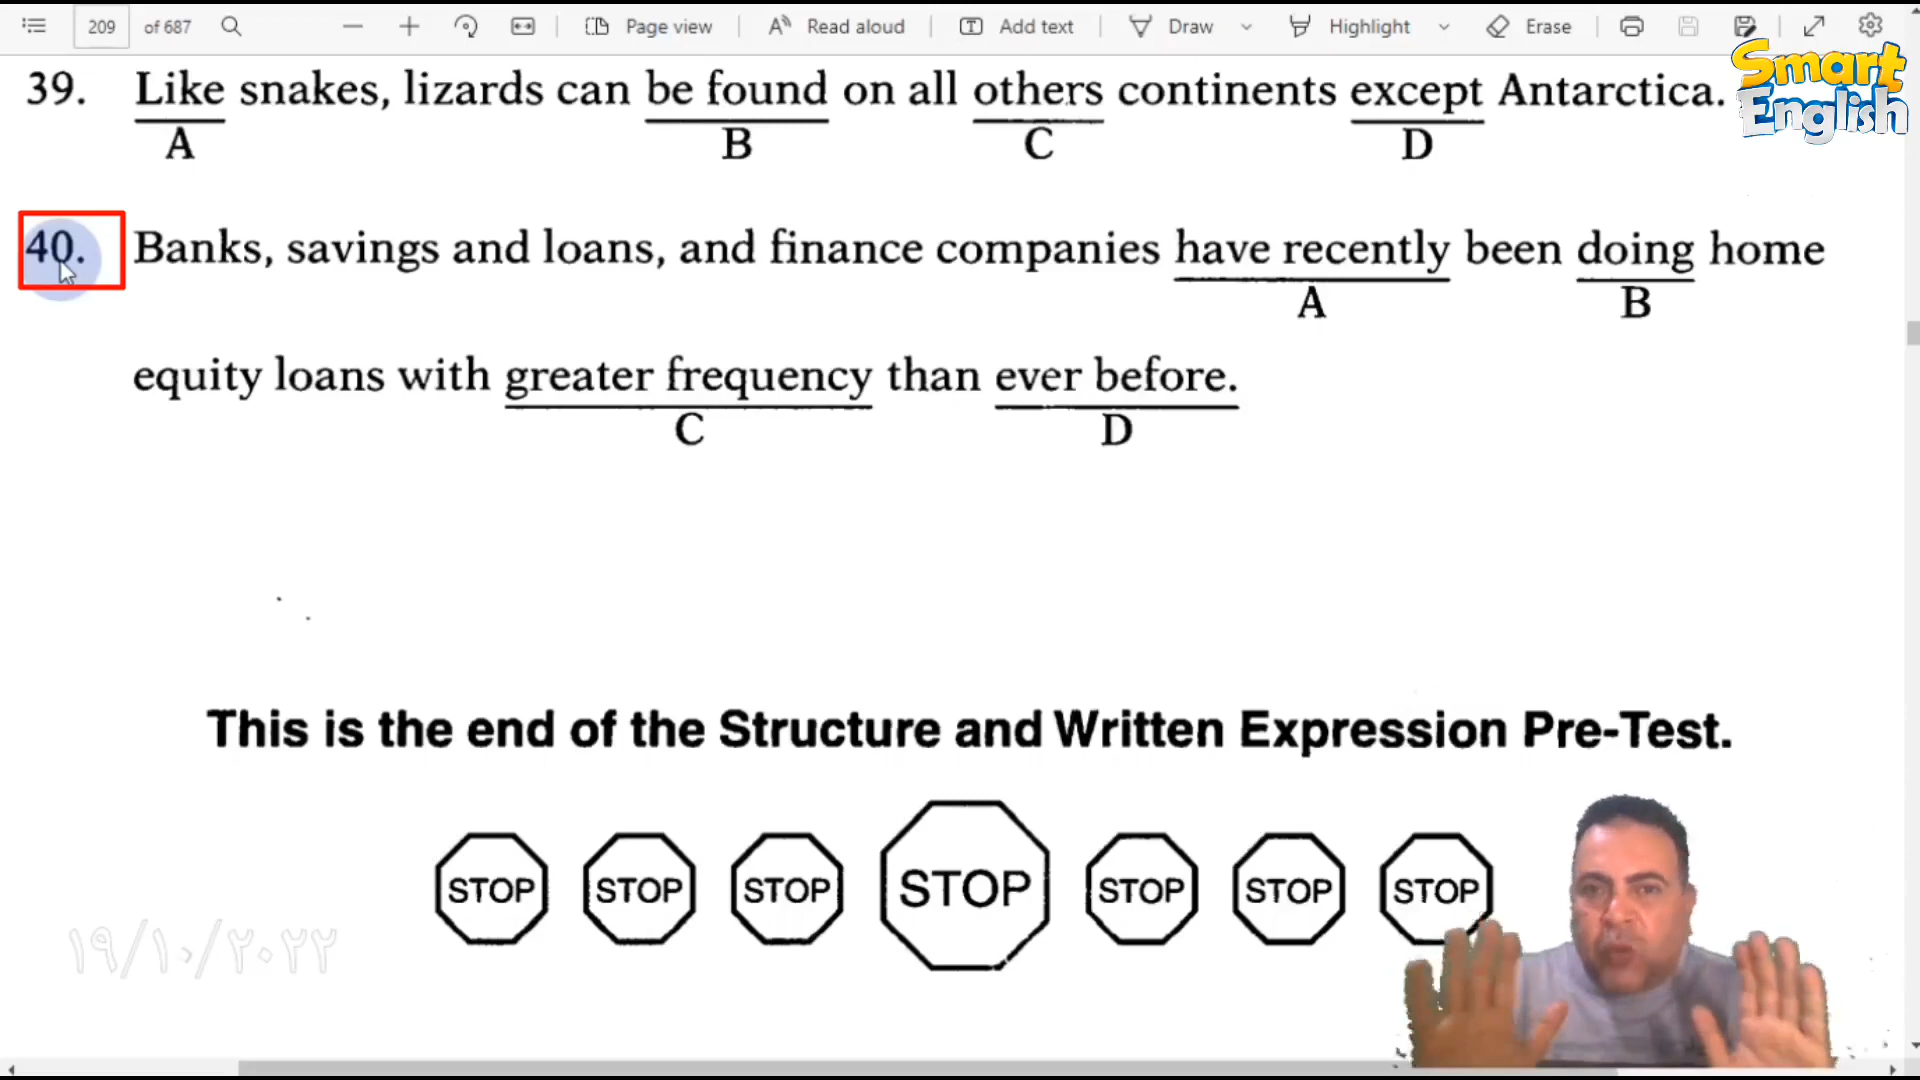 209 of 687 Page view Read aloud Add text Draw Highlight Erase
Smart
English
39. Like snakes, lizards can be found on all others continents except Antarctica.
A B C D
40. Banks, savings and loans, and finance companies have recently been doing home
A B
equity loans with greater frequency than ever before.
C D
This is the end of the Structure and Written Expression Pre-Test.
STOP STOP STOP STOP STOP STOP STOP
١٩/١٠/٢٠٢٢